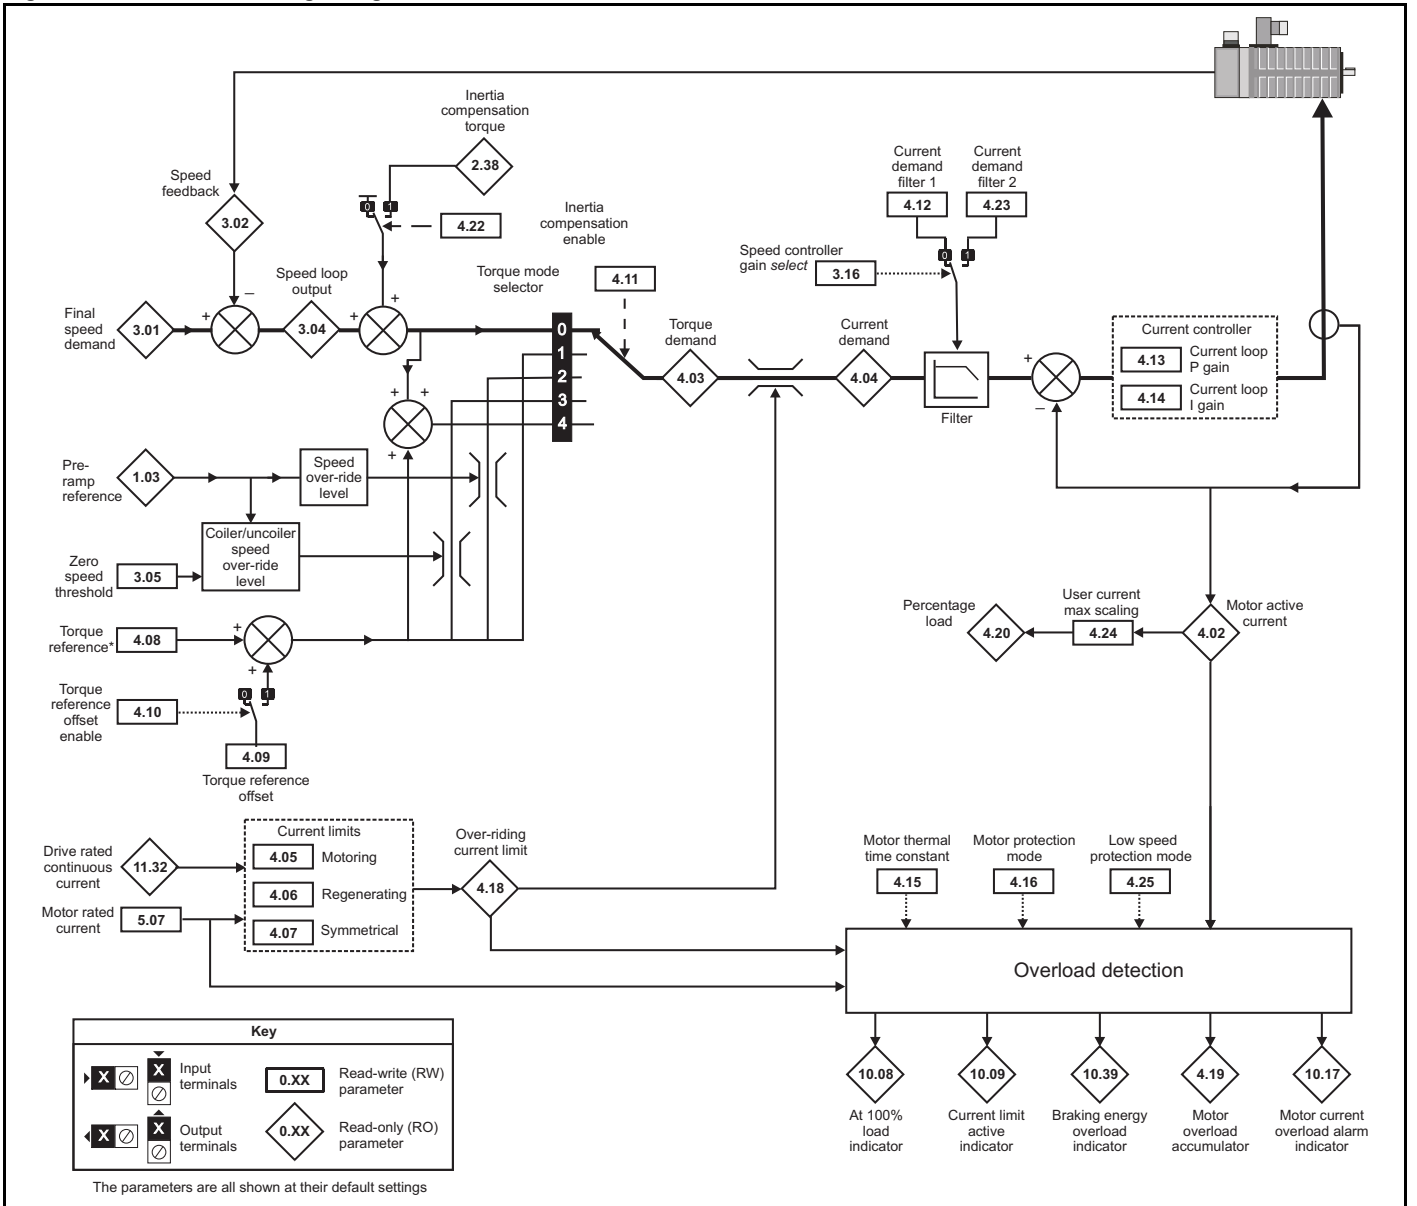 Inertia
compensation
torque
2.38
Speed
feedback
3.02
0 1
4.22
Inertia
compensation
enable
Current
demand
filter 1
4.12
Current
demand
filter 2
4.23
0 1
Speed controller
gain select
3.16
Final
speed
demand
3.01
+
–
Speed loop
output
3.04
+
+
Torque mode
selector
4.11
0
1
2
3
4
Torque
demand
4.03
Current
demand
4.04
Filter
+
–
Current controller
4.13
Current loop
P gain
4.14
Current loop
I gain
+ +
+
Pre-
ramp
reference
1.03
Speed
over-ride
level
Coiler/uncoiler
speed
over-ride
level
Zero
speed
threshold
3.05
Torque
reference*
4.08
+
+
Torque
reference
offset
enable
4.10
0 1
4.09
Torque reference
offset
Percentage
load
4.20
User current
max scaling
4.24
4.02
Motor active
current
Drive rated
continuous
current
11.32
Motor rated
current
5.07
Current limits
4.05 Motoring
4.06 Regenerating
4.07 Symmetrical
Over-riding
current limit
4.18
Motor thermal
time constant
4.15
Motor protection
mode
4.16
Low speed
protection mode
4.25
Overload detection
10.08
At 100%
load
indicator
10.09
Current limit
active
indicator
10.39
Braking energy
overload
indicator
4.19
Motor
overload
accumulator
10.17
Motor current
overload alarm
indicator
Key
X X
Input
terminals
0.XX
Read-write (RW)
parameter
X X
Output
terminals
0.XX
Read-only (RO)
parameter
The parameters are all shown at their default settings